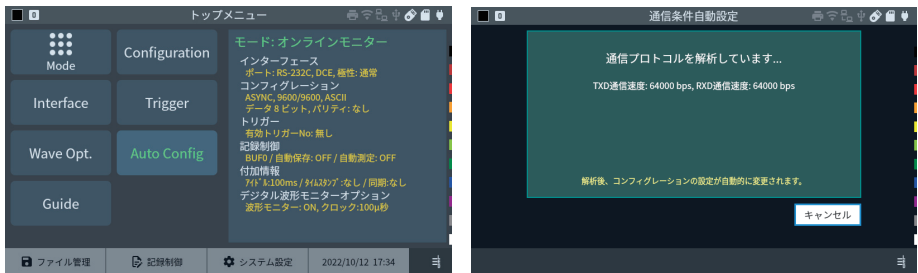 0
トップメニュー
Mode
Configuration
Interface
Trigger
Wave Opt.
Auto Config
Guide
モード: オンラインモニター
インターフェース
ポート: RS-232C, DCE, 極性: 通常
コンフィグレーション
ASYNC, 9600/9600, ASCII
データ 8 ビット, パリティ: なし
トリガー
有効トリガーNo: 無し
記録制御
BUF0 / 自動保存: OFF / 自動測定: OFF
付加情報
ｱｲﾄﾞﾙ:100ms / ﾀｲﾑｽﾀﾝﾌﾟ:なし / 同期:なし
デジタル波形モニターオプション
波形モニター: ON, クロック:100μ秒
ファイル管理
記録制御
システム設定
2022/10/12 17:34
0
通信条件自動設定
通信プロトコルを解析しています...
TXD通信速度: 64000 bps, RXD通信速度: 64000 bps
解析後、コンフィグレーションの設定が自動的に変更されます。
キャンセル